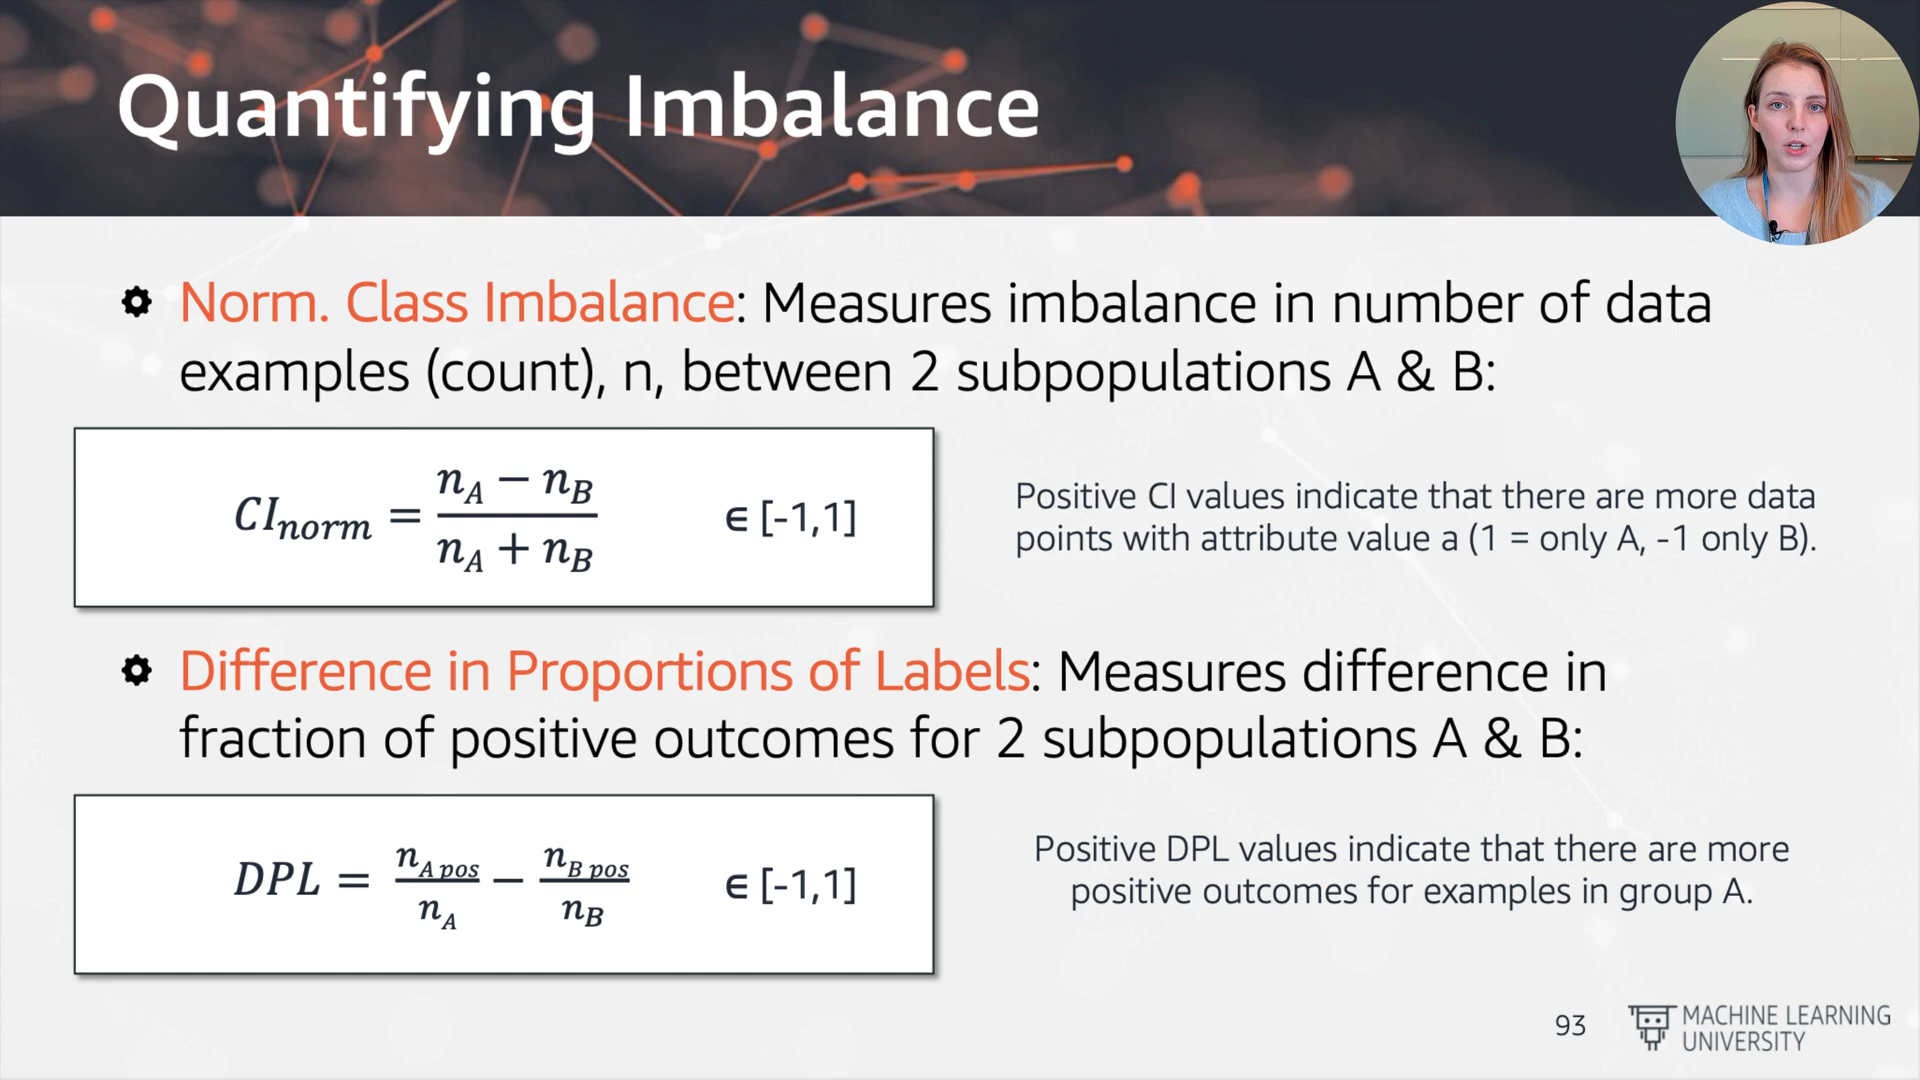 Quantifying Imbalance
Norm. Class Imbalance: Measures imbalance in number of data
examples (count), n, between 2 subpopulations A & B:
CI_norm = (n_A − n_B) / (n_A + n_B) ∈ [-1,1]
Positive CI values indicate that there are more data
points with attribute value a (1 = only A, -1 only B).
Difference in Proportions of Labels: Measures difference in
fraction of positive outcomes for 2 subpopulations A & B:
DPL = n_A pos / n_A − n_B pos / n_B ∈ [-1,1]
Positive DPL values indicate that there are more
positive outcomes for examples in group A.
93
MACHINE LEARNING
UNIVERSITY